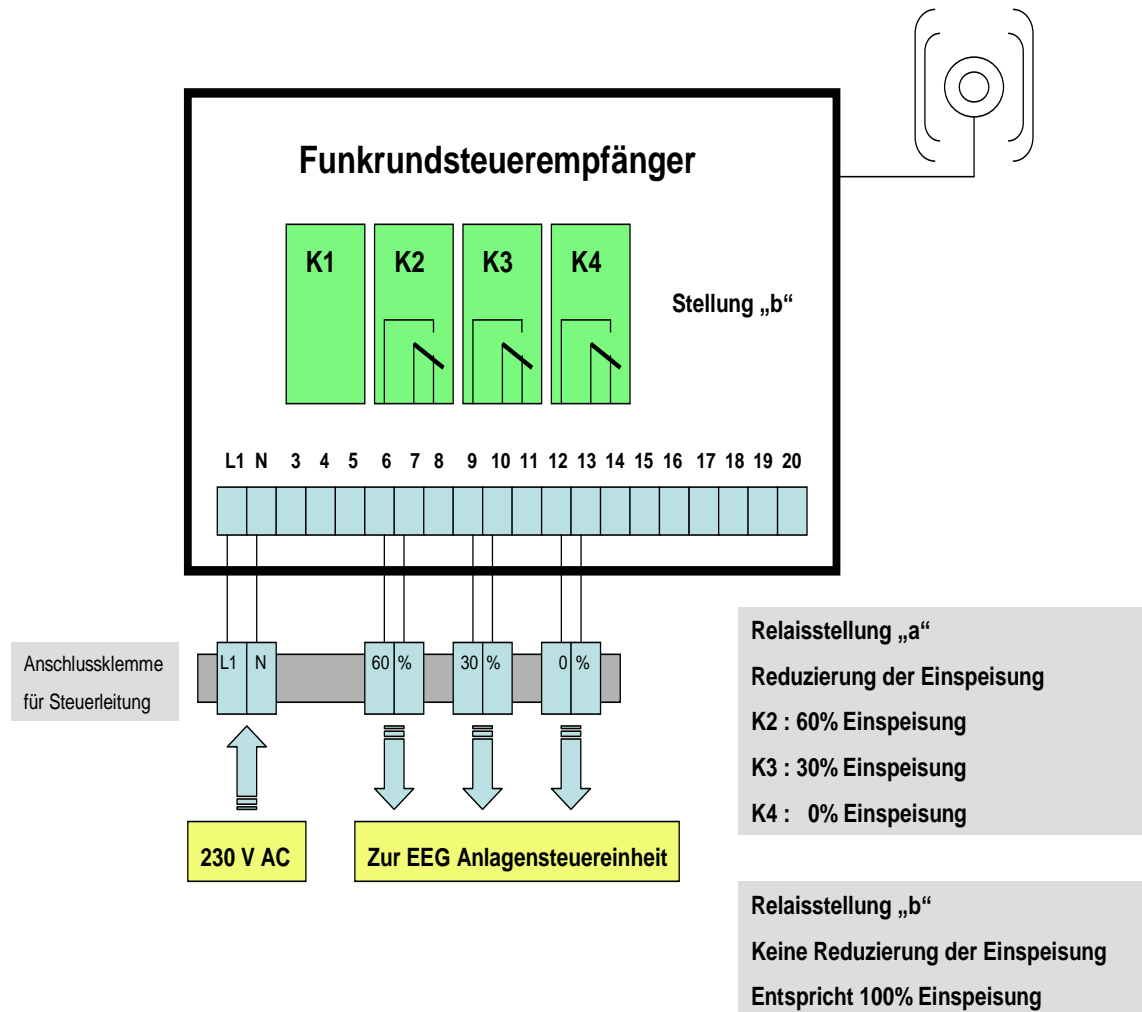 Funkrundsteuerempfänger
K1 K2 K3 K4
Stellung „b“
L1 N 3 4 5 6 7 8 9 10 11 12 13 14 15 16 17 18 19 20
Anschlussklemme
für Steuerleitung
L1 N 60 % 30 % 0 %
230 V AC
Zur EEG Anlagensteuereinheit
Relaisstellung „a“
Reduzierung der Einspeisung
K2 : 60% Einspeisung
K3 : 30% Einspeisung
K4 : 0% Einspeisung
Relaisstellung „b“
Keine Reduzierung der Einspeisung
Entspricht 100% Einspeisung